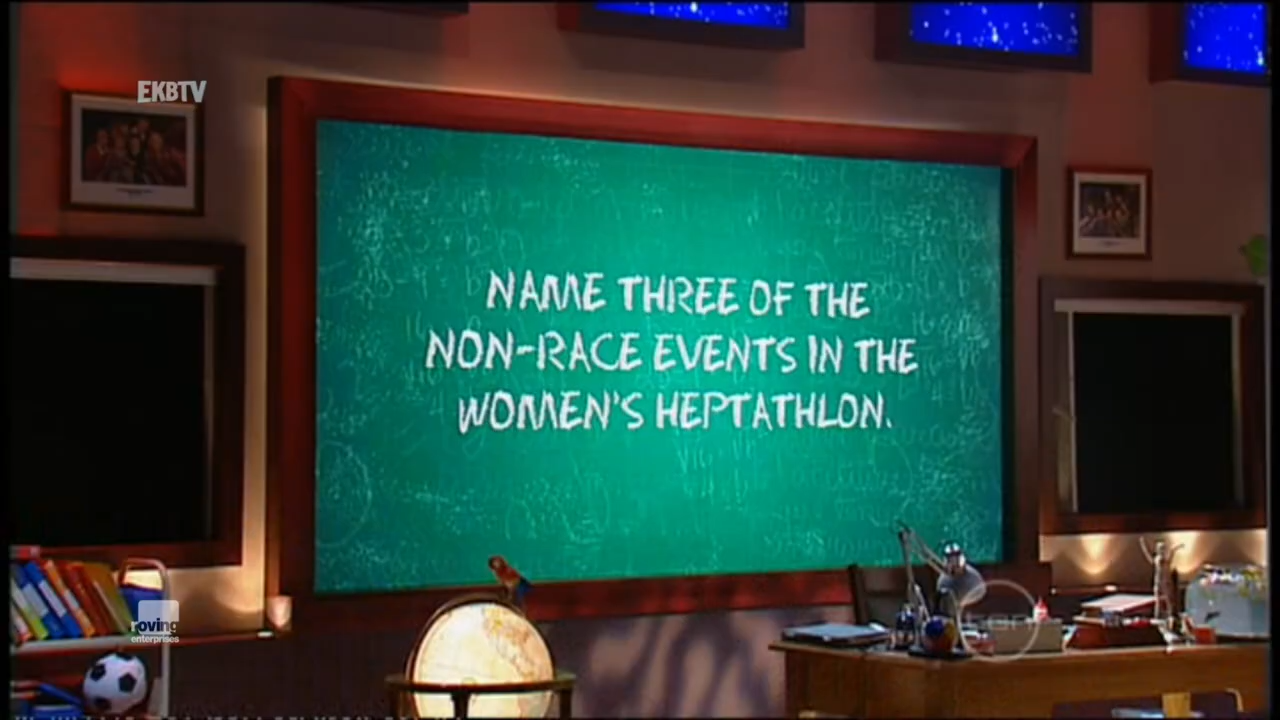 EKBTV
NAME THREE OF THE
NON-RACE EVENTS IN THE
WOMEN'S HEPTATHLON.
roving
enterprises